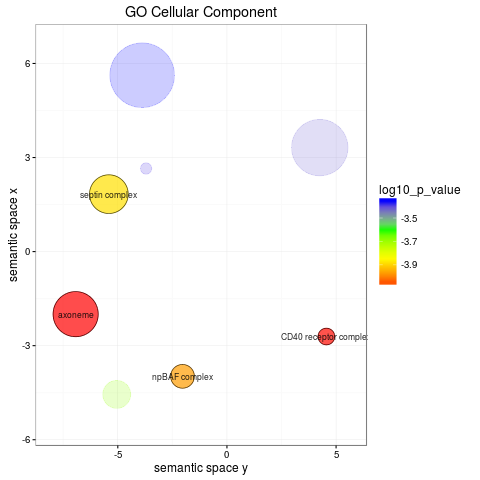 GO Cellular Component
6
3
0
-3
-6
semantic space x
septin complex
axoneme
CD40 receptor comple
npBAF complex
-5
0
5
semantic space y
log10_p_value
-3.5
-3.7
-3.9